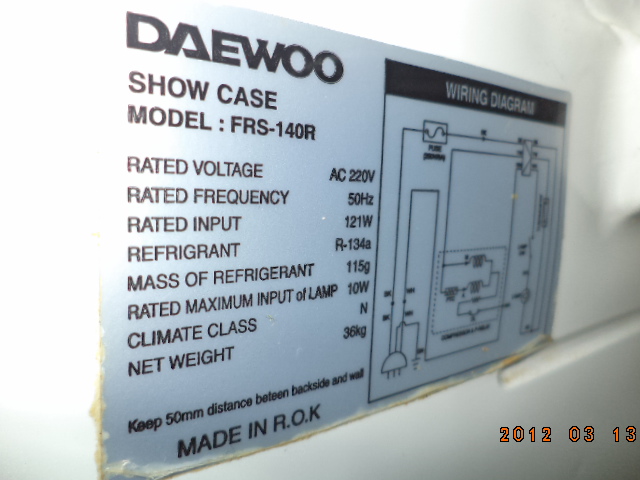 DAEWOO
SHOW CASE
MODEL : FRS-140R
RATED VOLTAGE AC 220V
RATED FREQUENCY 50Hz
RATED INPUT 121W
REFRIGRANT R-134a
MASS OF REFRIGERANT 115g
RATED MAXIMUM INPUT of LAMP 10W
CLIMATE CLASS N
NET WEIGHT 36kg
Keep 50mm distance beteen backside and wall
MADE IN R.O.K
WIRING DIAGRAM
FUSE
2012 03 13